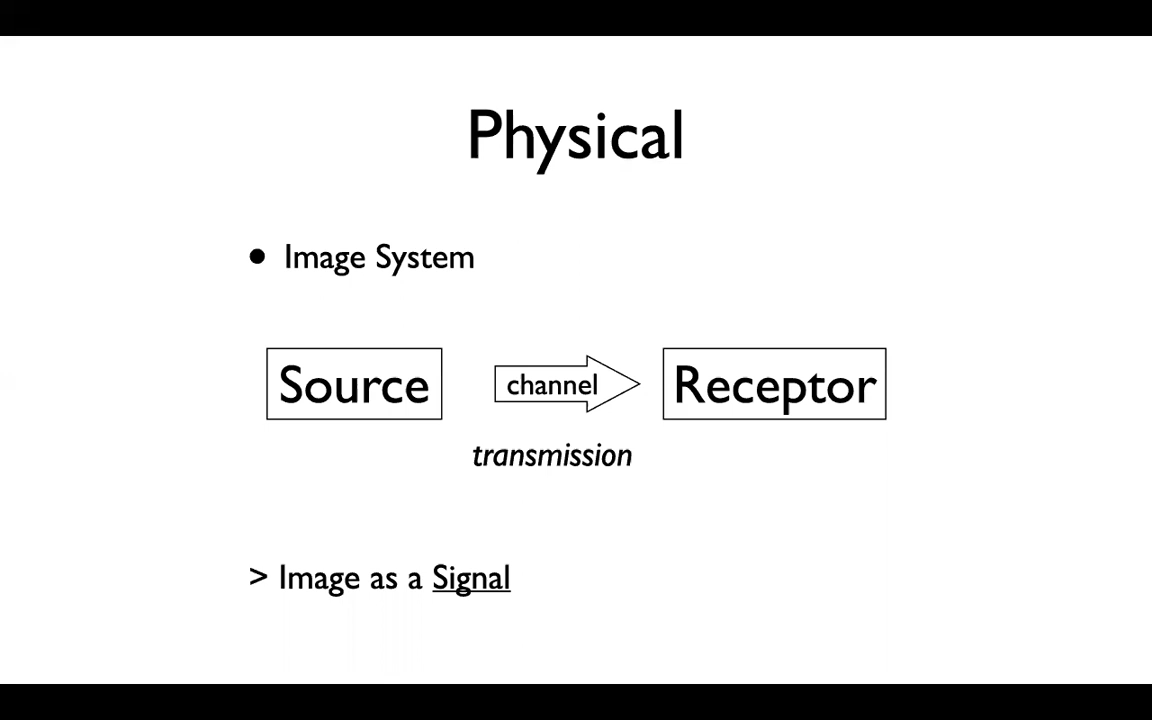 Physical
• Image System
Source channel Receptor
transmission
> Image as a Signal